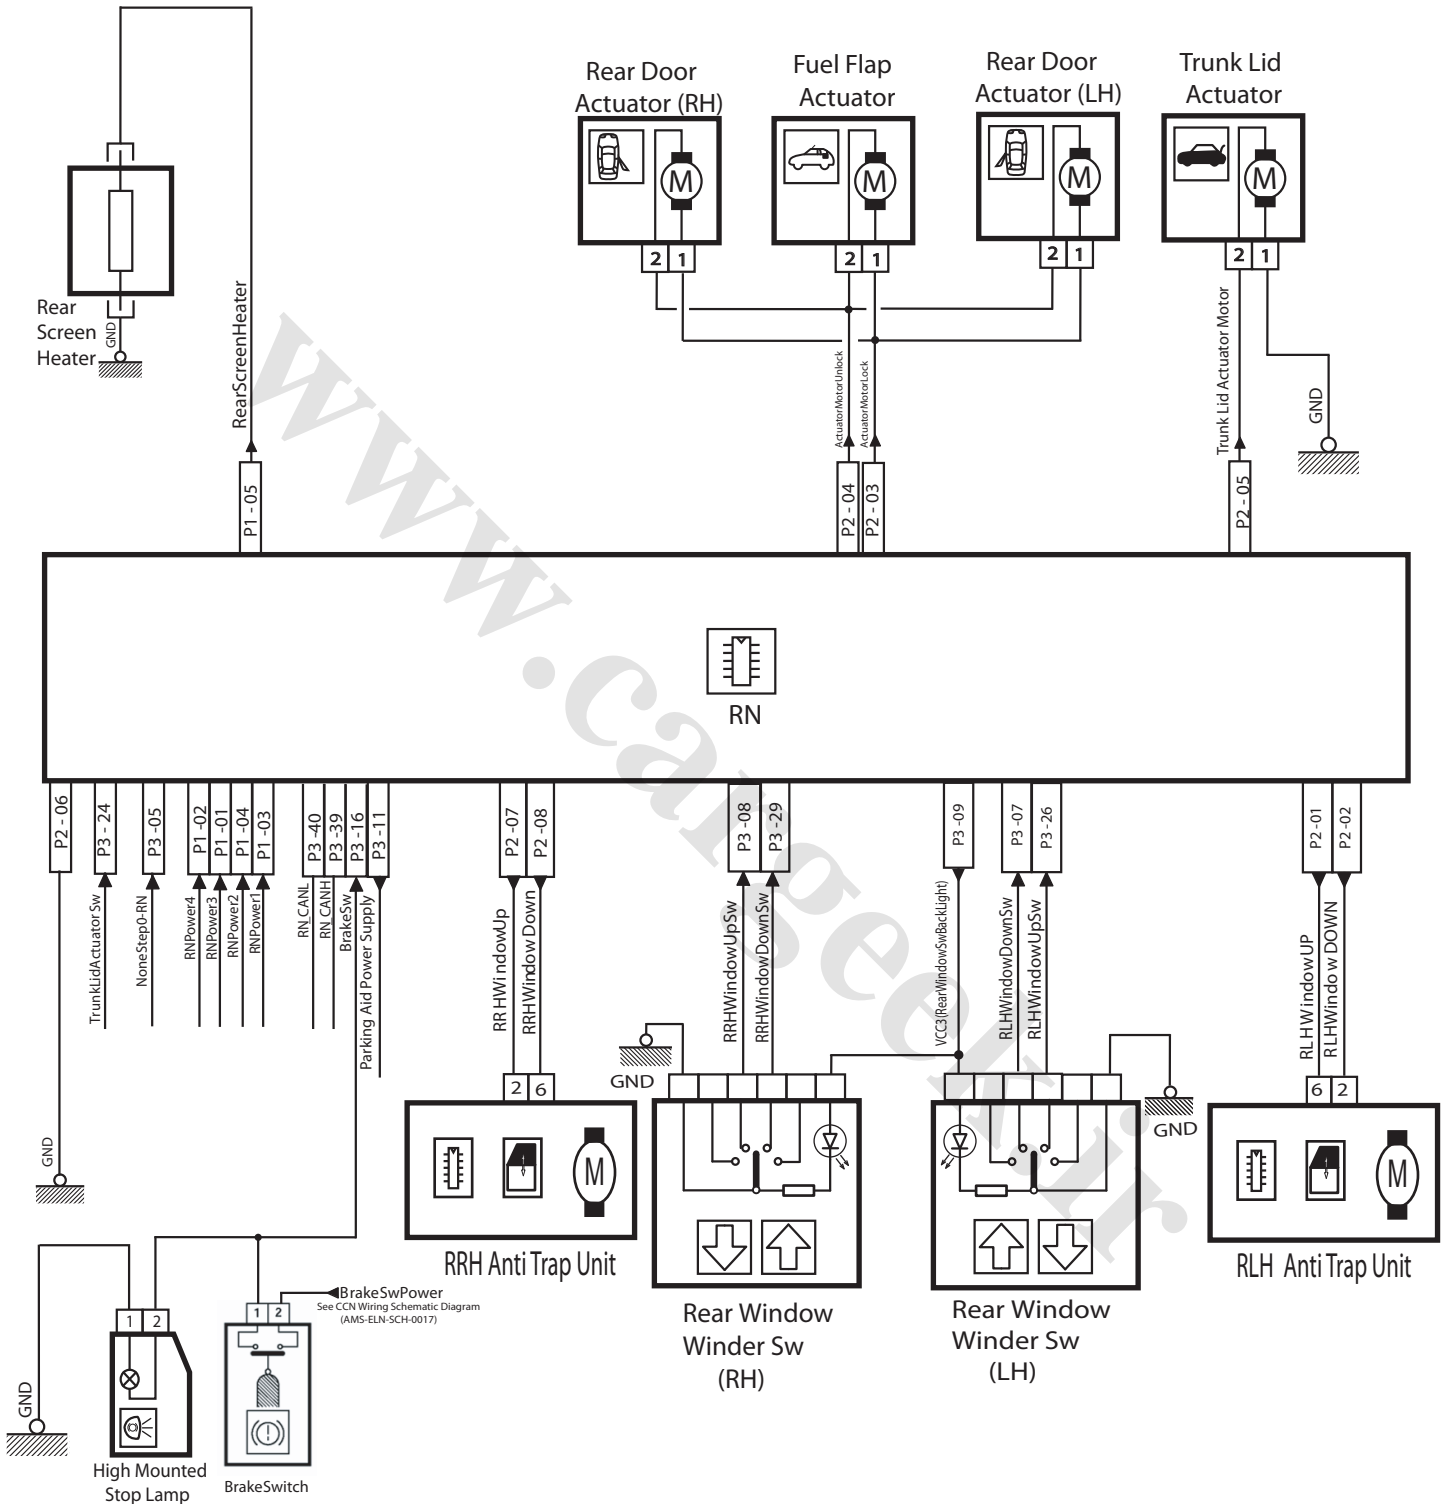 Rear Door
Actuator (RH)
Fuel Flap
Actuator
Rear Door
Actuator (LH)
Trunk Lid
Actuator
M
M
M
M
2 1
2 1
2 1
2 1
Rear
Screen
Heater
GND
RearScreenHeater
ActuatorMotorUnlock
ActuatorMotorLock
Trunk Lid Actuator Motor
GND
P1 - 05
P2 - 04
P2 - 03
P2 - 05
RN
P2 - 06
P3 - 24
P3 -05
P1 -02
P1 -01
P1 -04
P1 -03
P3 -40
P3 -39
P3 -16
P3 -11
P2 -07
P2 -08
P3 -08
P3 -29
P3 -09
P3 -07
P3 -26
P2 -01
P2 -02
GND
TrunkLidActuator Sw
NoneStep0-RN
RNPower4
RNPower3
RNPower2
RNPower1
RN_CANL
RN_CANH
BrakeSw
Parking Aid Power Supply
RR HWindowUp
RRHWindow Down
RRHWindowUpSw
RRHWindowDownSw
VCC3(RearWindowSwBackLight)
RLHWindowDownSw
RLHWindowUpSw
RLHWindowUP
RLHWindow DOWN
GND
GND
2 6
6 2
M
M
RRH Anti Trap Unit
RLH Anti Trap Unit
Rear Window
Winder Sw
(RH)
Rear Window
Winder Sw
(LH)
BrakeSwPower
See CCN Wiring Schematic Diagram
(AMS-ELN-SCH-0017)
1 2
1 2
GND
High Mounted
Stop Lamp
BrakeSwitch
www.cargeek.ir